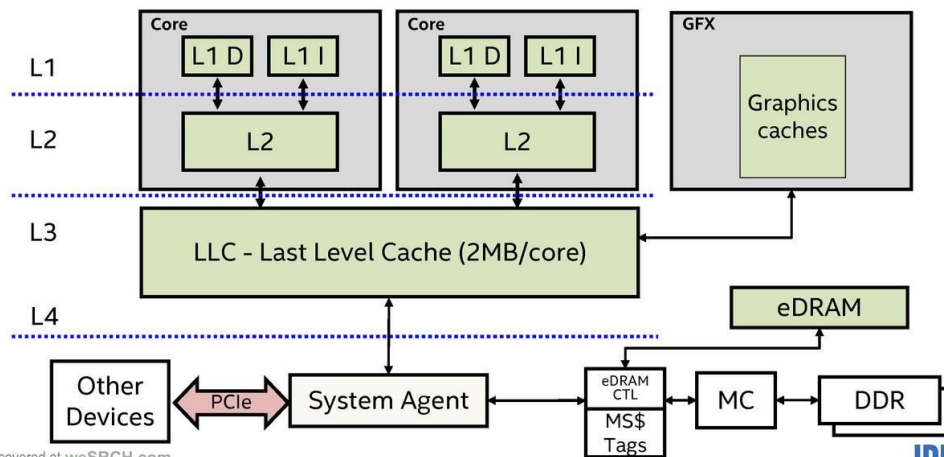 Core
Core
GFX
L1
L1 D
L1 I
L1 D
L1 I
Graphics
caches
L2
L2
L2
L3
LLC - Last Level Cache (2MB/core)
L4
eDRAM
Other
Devices
PCIe
System Agent
eDRAM
CTL
MS$
Tags
MC
DDR